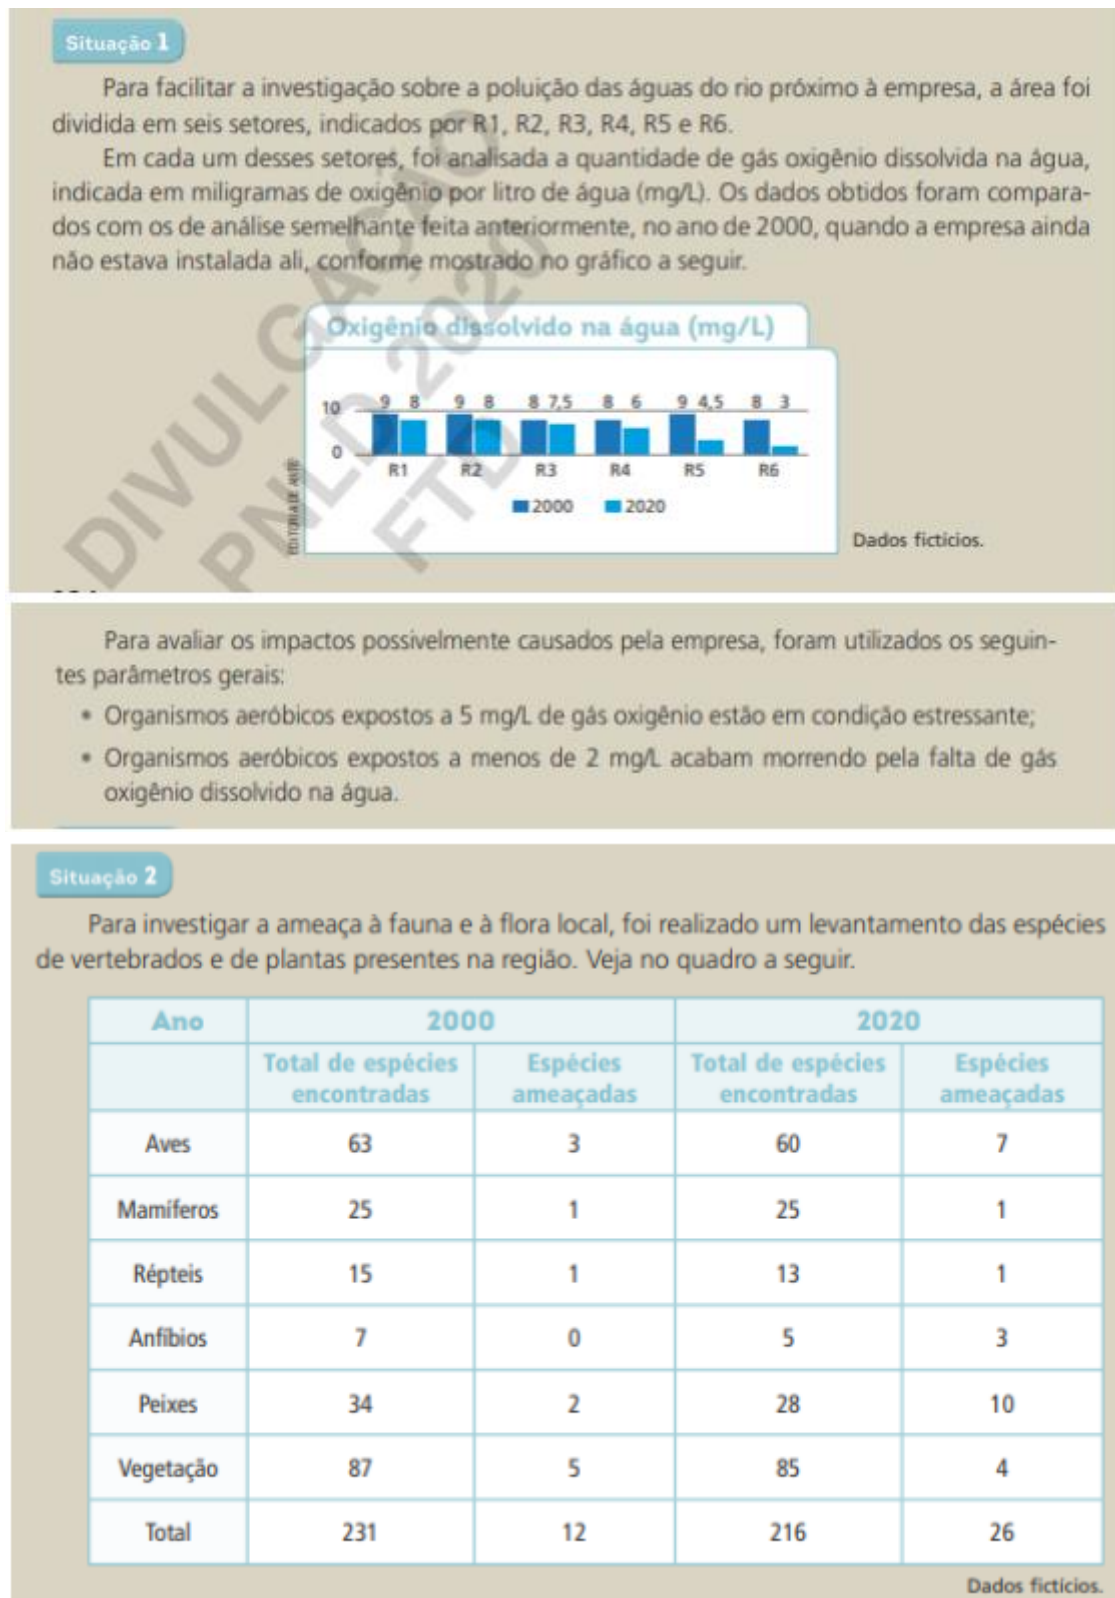 Situação 1
Para facilitar a investigação sobre a poluição das águas do rio próximo à empresa, a área foi
dividida em seis setores, indicados por R1, R2, R3, R4, R5 e R6.
Em cada um desses setores, foi analisada a quantidade de gás oxigênio dissolvida na água,
indicada em miligramas de oxigênio por litro de água (mg/L). Os dados obtidos foram compara-
dos com os de análise semelhante feita anteriormente, no ano de 2000, quando a empresa ainda
não estava instalada ali, conforme mostrado no gráfico a seguir.
DIVULGAÇÃO
PNLD 2020
FTD
Oxigênio dissolvido na água (mg/L)
10 9 8 9 8 8 7,5 8 6 9 4,5 8 3
0
R1 R2 R3 R4 R5 R6
2000 2020
EDITORIA DE ARTE
Dados fictícios.
Para avaliar os impactos possivelmente causados pela empresa, foram utilizados os seguin-
tes parâmetros gerais:
• Organismos aeróbicos expostos a 5 mg/L de gás oxigênio estão em condição estressante;
• Organismos aeróbicos expostos a menos de 2 mg/L acabam morrendo pela falta de gás
oxigênio dissolvido na água.
Situação 2
Para investigar a ameaça à fauna e à flora local, foi realizado um levantamento das espécies
de vertebrados e de plantas presentes na região. Veja no quadro a seguir.
Ano 2000 2020
Total de espécies encontradas Espécies ameaçadas Total de espécies encontradas Espécies ameaçadas
Aves 63 3 60 7
Mamíferos 25 1 25 1
Répteis 15 1 13 1
Anfíbios 7 0 5 3
Peixes 34 2 28 10
Vegetação 87 5 85 4
Total 231 12 216 26
Dados fictícios.